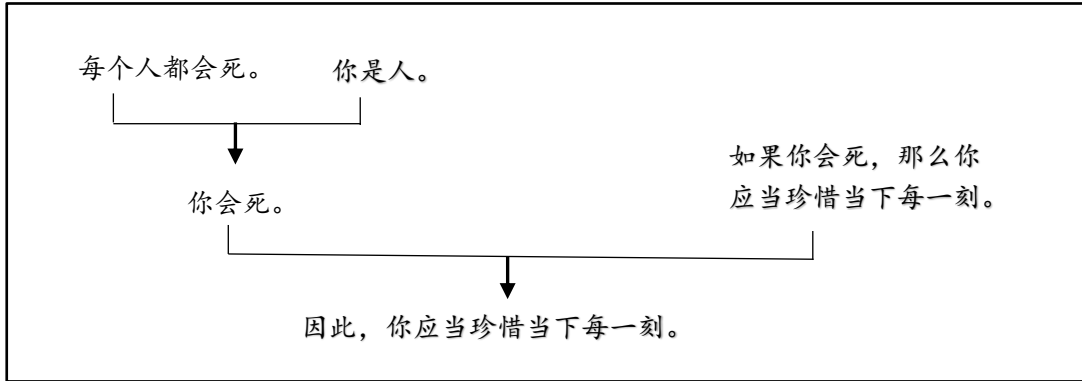 每个人都会死。 你是人。
如果你会死，那么你
应当珍惜当下每一刻。
你会死。
因此，你应当珍惜当下每一刻。